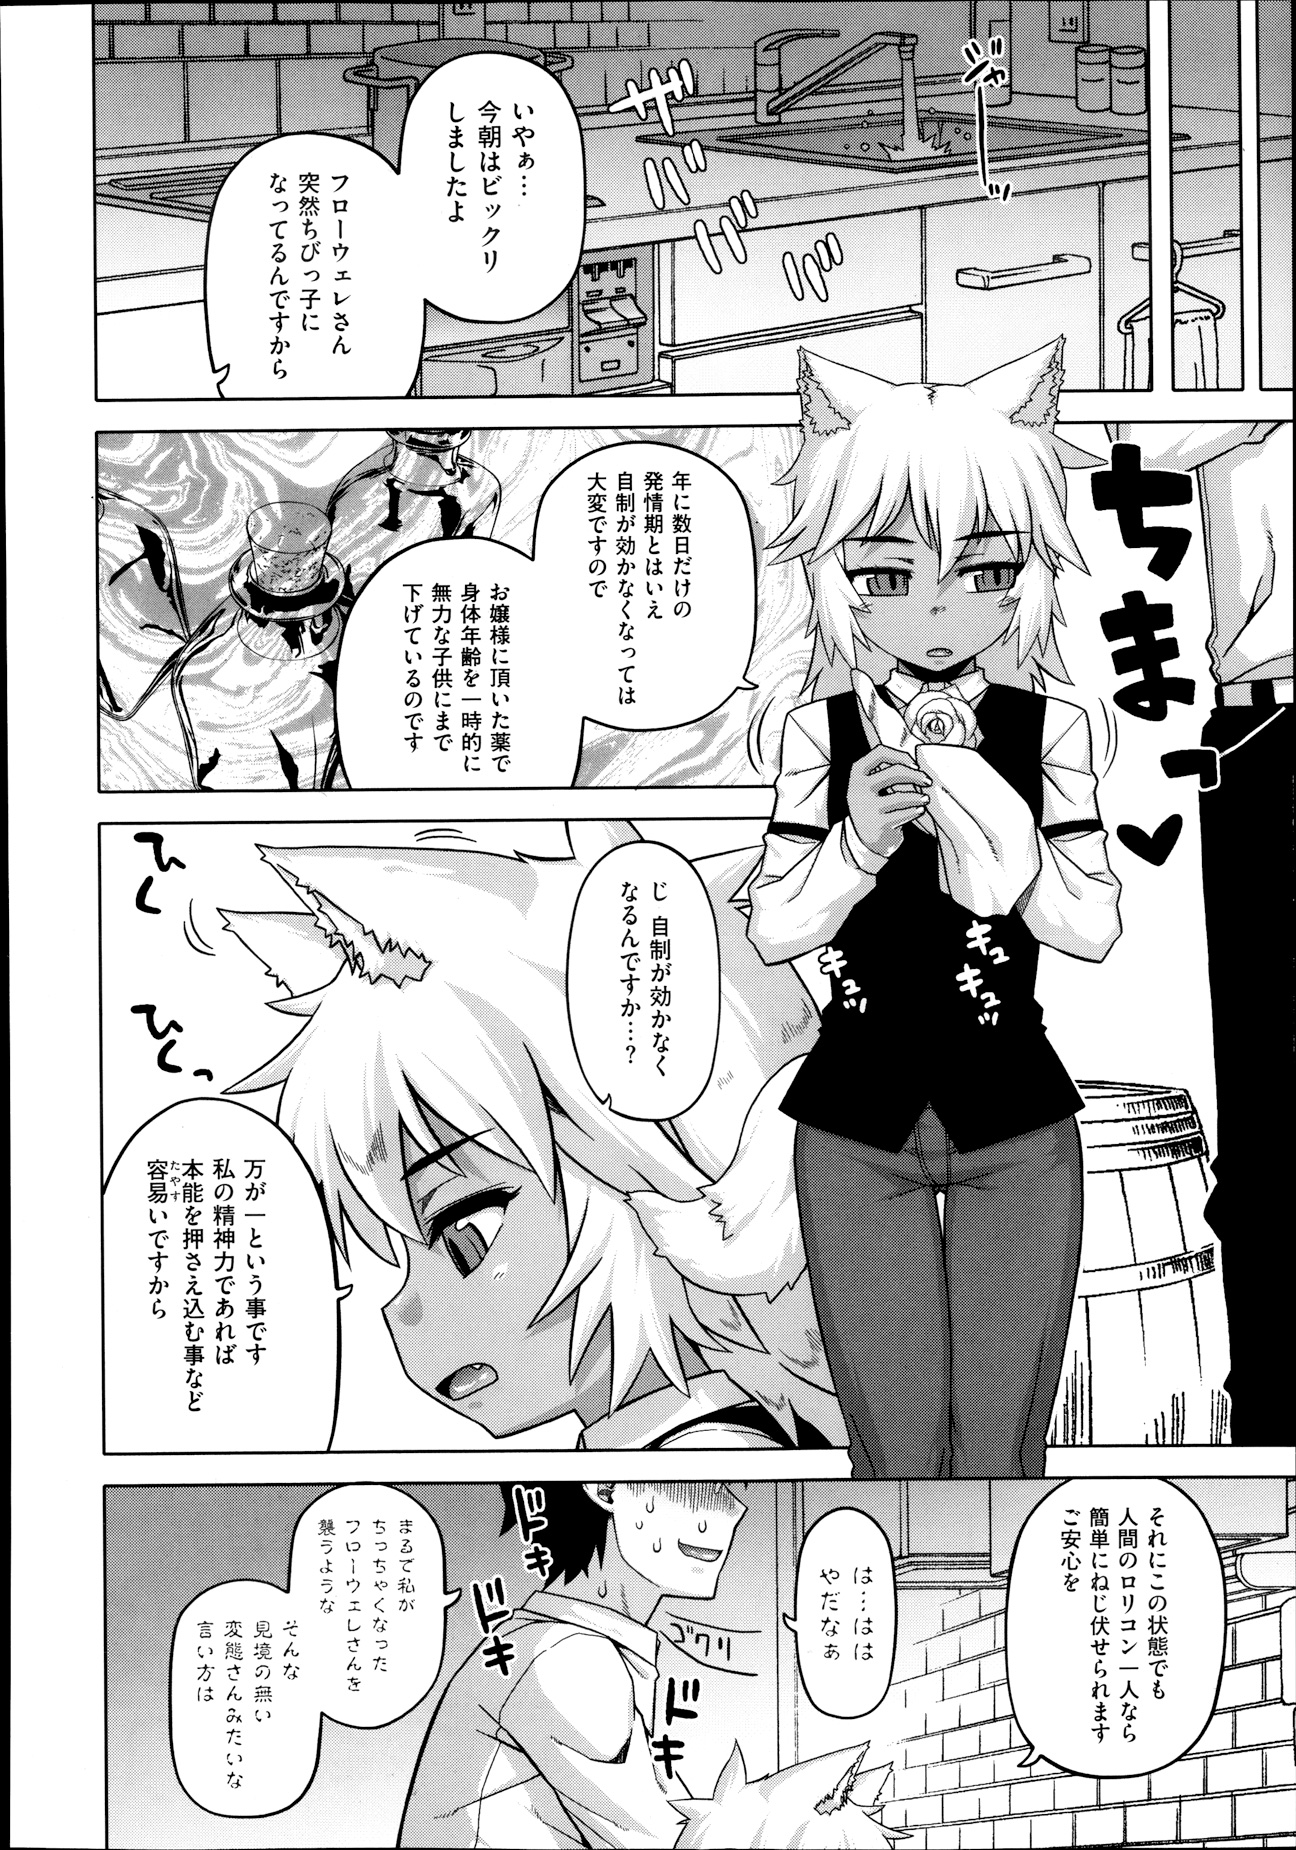 ジャーッ
いやぁ…
今朝はビックリ
しましたよ
フローウェレさん
突然ちびっ子に
なってるんですから
ちまっ♥
年に数日だけの
発情期とはいえ
自制が効かなくなっては
大変ですので
お嬢様に頂いた薬で
身体年齢を一時的に
無力な子供にまで
下げているのです
キュッ
キュッ
キュッ
じ 自制が効かなく
なるんですか…?
ひく
ひくっ
万が一という事です
私の精神力であれば
本能を押さえ込む事など
容易いですから
たやす
それにこの状態でも
人間のロリコン一人なら
簡単にねじ伏せられます
ご安心を
は…はは
やだなぁ
まるで私が
ちっちゃくなった
フローウェレさんを
襲うような
そんな
見境の無い
変態さんみたいな
言い方は
ドキ
ドキ
ドキ
ゴクリ